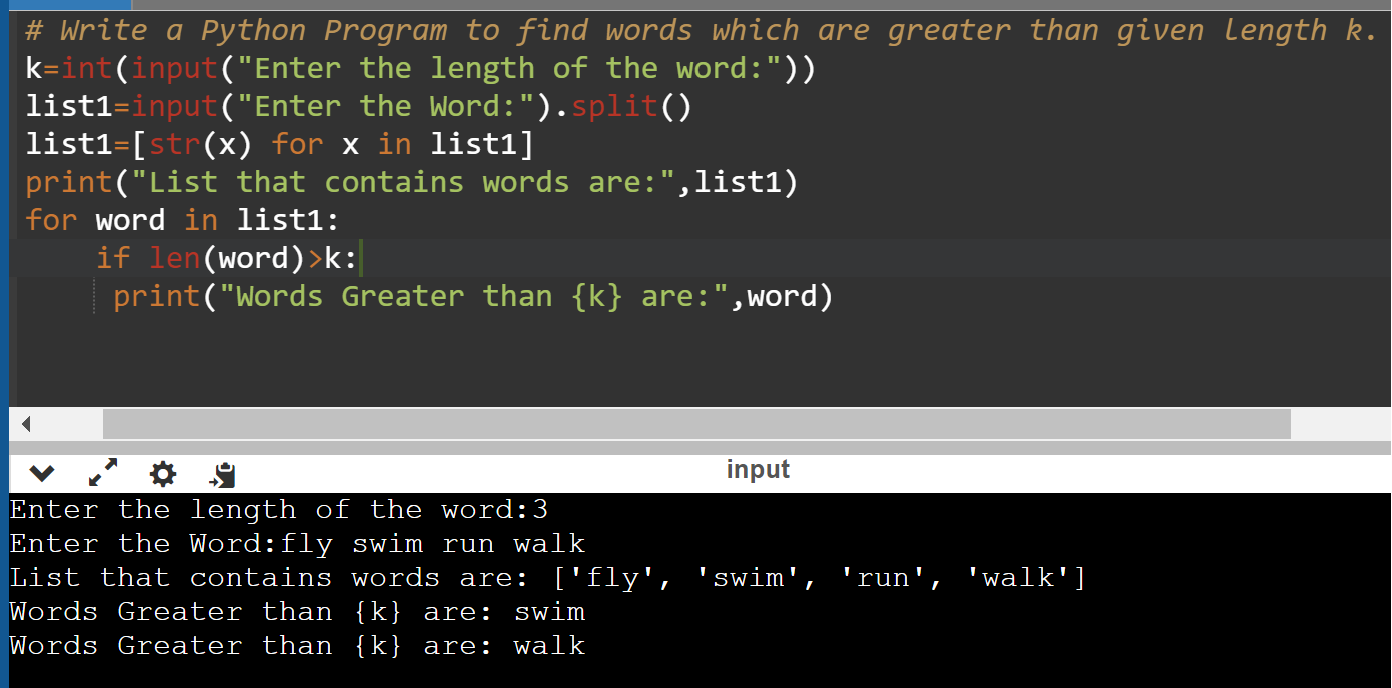 # Write a Python Program to find words which are greater than given length k.
k=int(input("Enter the length of the word:"))
list1=input("Enter the Word:").split()
list1=[str(x) for x in list1]
print("List that contains words are:",list1)
for word in list1:
    if len(word)>k:
     print("Words Greater than {k} are:",word)
input
Enter the length of the word:3
Enter the Word:fly swim run walk
List that contains words are: ['fly', 'swim', 'run', 'walk']
Words Greater than {k} are: swim
Words Greater than {k} are: walk